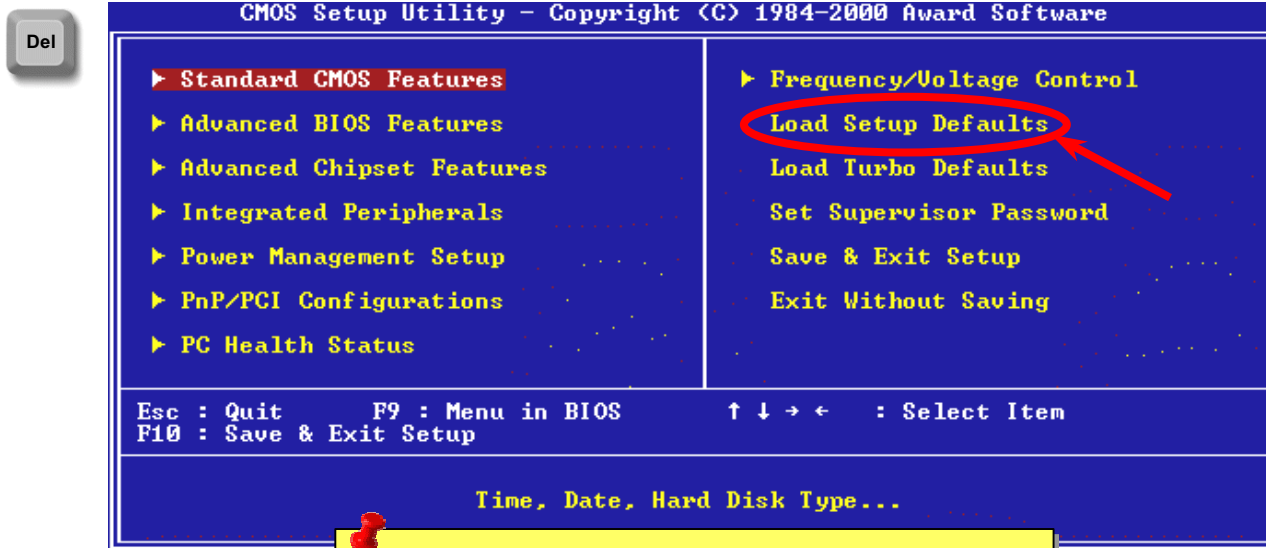 Del
CMOS Setup Utility – Copyright (C) 1984–2000 Award Software
Standard CMOS Features
Advanced BIOS Features
Advanced Chipset Features
Integrated Peripherals
Power Management Setup
PnP/PCI Configurations
PC Health Status
Frequency/Voltage Control
Load Setup Defaults
Load Turbo Defaults
Set Supervisor Password
Save & Exit Setup
Exit Without Saving
Esc : Quit F9 : Menu in BIOS ↑ ↓ → ← : Select Item
F10 : Save & Exit Setup
Time, Date, Hard Disk Type...